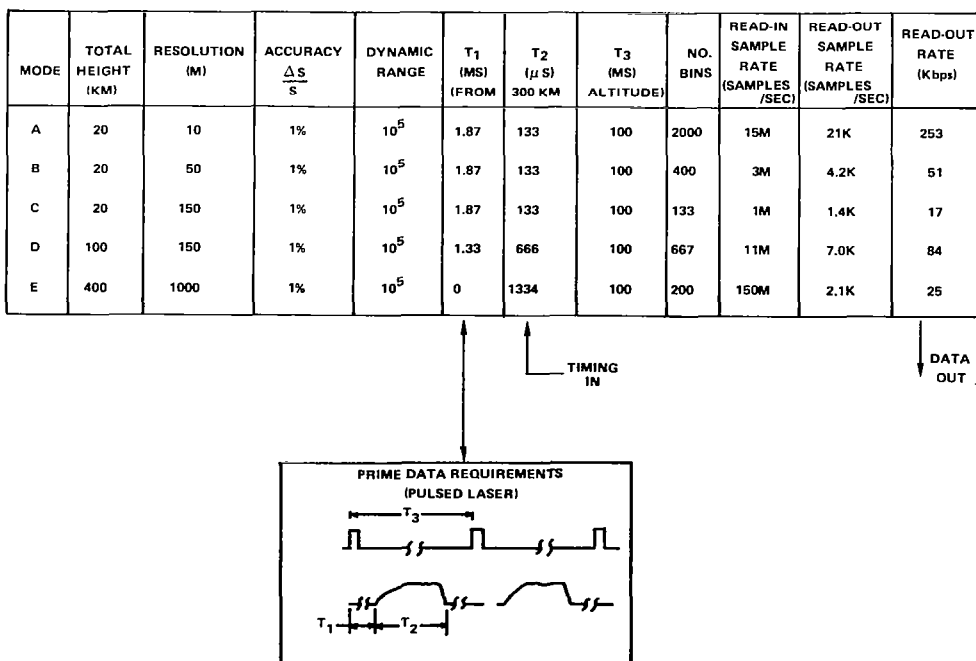 MODE | TOTAL HEIGHT (KM) | RESOLUTION (M) | ACCURACY ΔS/S | DYNAMIC RANGE | T1 (MS) (FROM | T2 (μS) 300 KM | T3 (MS) ALTITUDE) | NO. BINS | READ-IN SAMPLE RATE (SAMPLES /SEC) | READ-OUT SAMPLE RATE (SAMPLES /SEC) | READ-OUT RATE (Kbps)
A | 20 | 10 | 1% | 10^5 | 1.87 | 133 | 100 | 2000 | 15M | 21K | 253
B | 20 | 50 | 1% | 10^5 | 1.87 | 133 | 100 | 400 | 3M | 4.2K | 51
C | 20 | 150 | 1% | 10^5 | 1.87 | 133 | 100 | 133 | 1M | 1.4K | 17
D | 100 | 150 | 1% | 10^5 | 1.33 | 666 | 100 | 667 | 11M | 7.0K | 84
E | 400 | 1000 | 1% | 10^5 | 0 | 1334 | 100 | 200 | 150M | 2.1K | 25
TIMING IN
DATA OUT
PRIME DATA REQUIREMENTS
(PULSED LASER)
T3
T1 T2